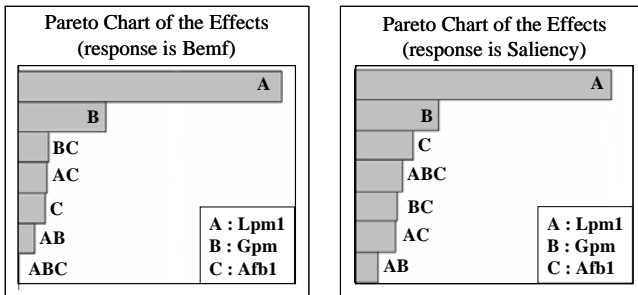 Pareto Chart of the Effects
(response is Bemf)
A
B
BC
AC
C
AB
ABC
A : Lpm1
B : Gpm
C : Afb1
Pareto Chart of the Effects
(response is Saliency)
A
B
C
ABC
BC
AC
AB
A : Lpm1
B : Gpm
C : Afb1